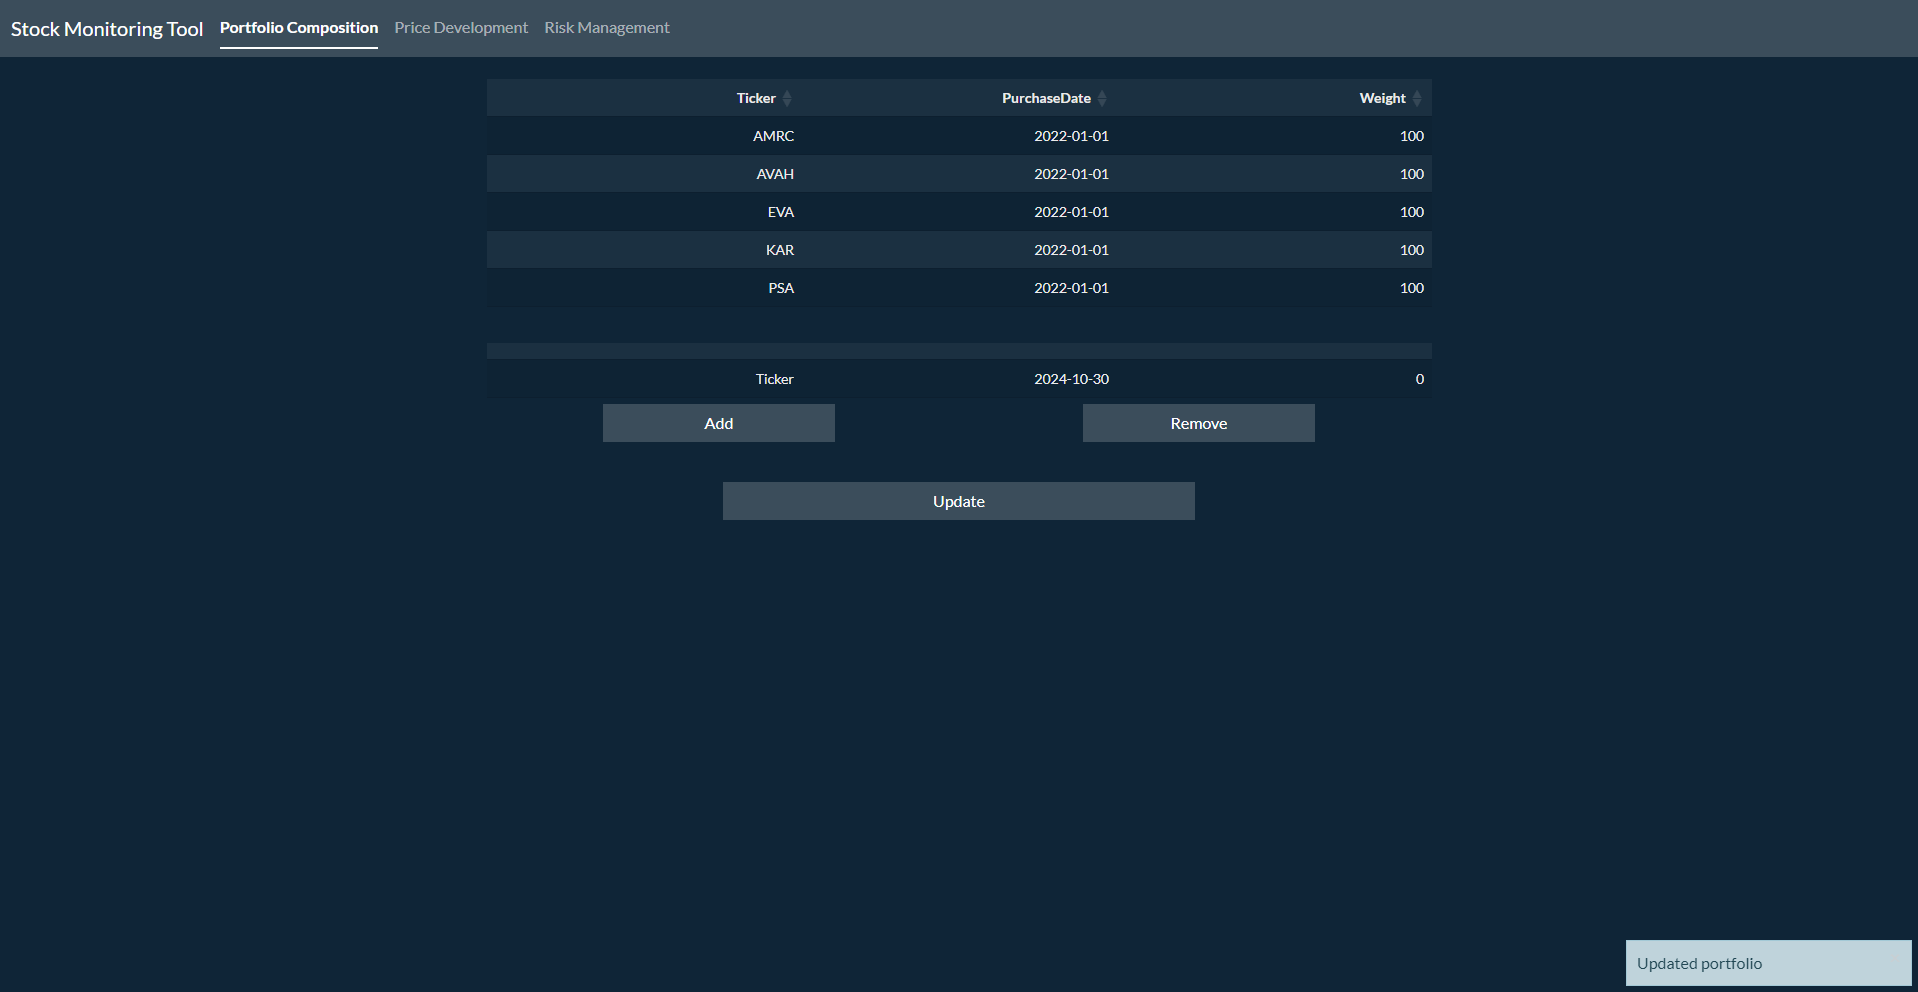 Stock Monitoring Tool Portfolio Composition Price Development Risk Management
Ticker PurchaseDate Weight
AMRC 2022-01-01 100
AVAH 2022-01-01 100
EVA 2022-01-01 100
KAR 2022-01-01 100
PSA 2022-01-01 100
Ticker 2024-10-30 0
Add Remove
Update
Updated portfolio